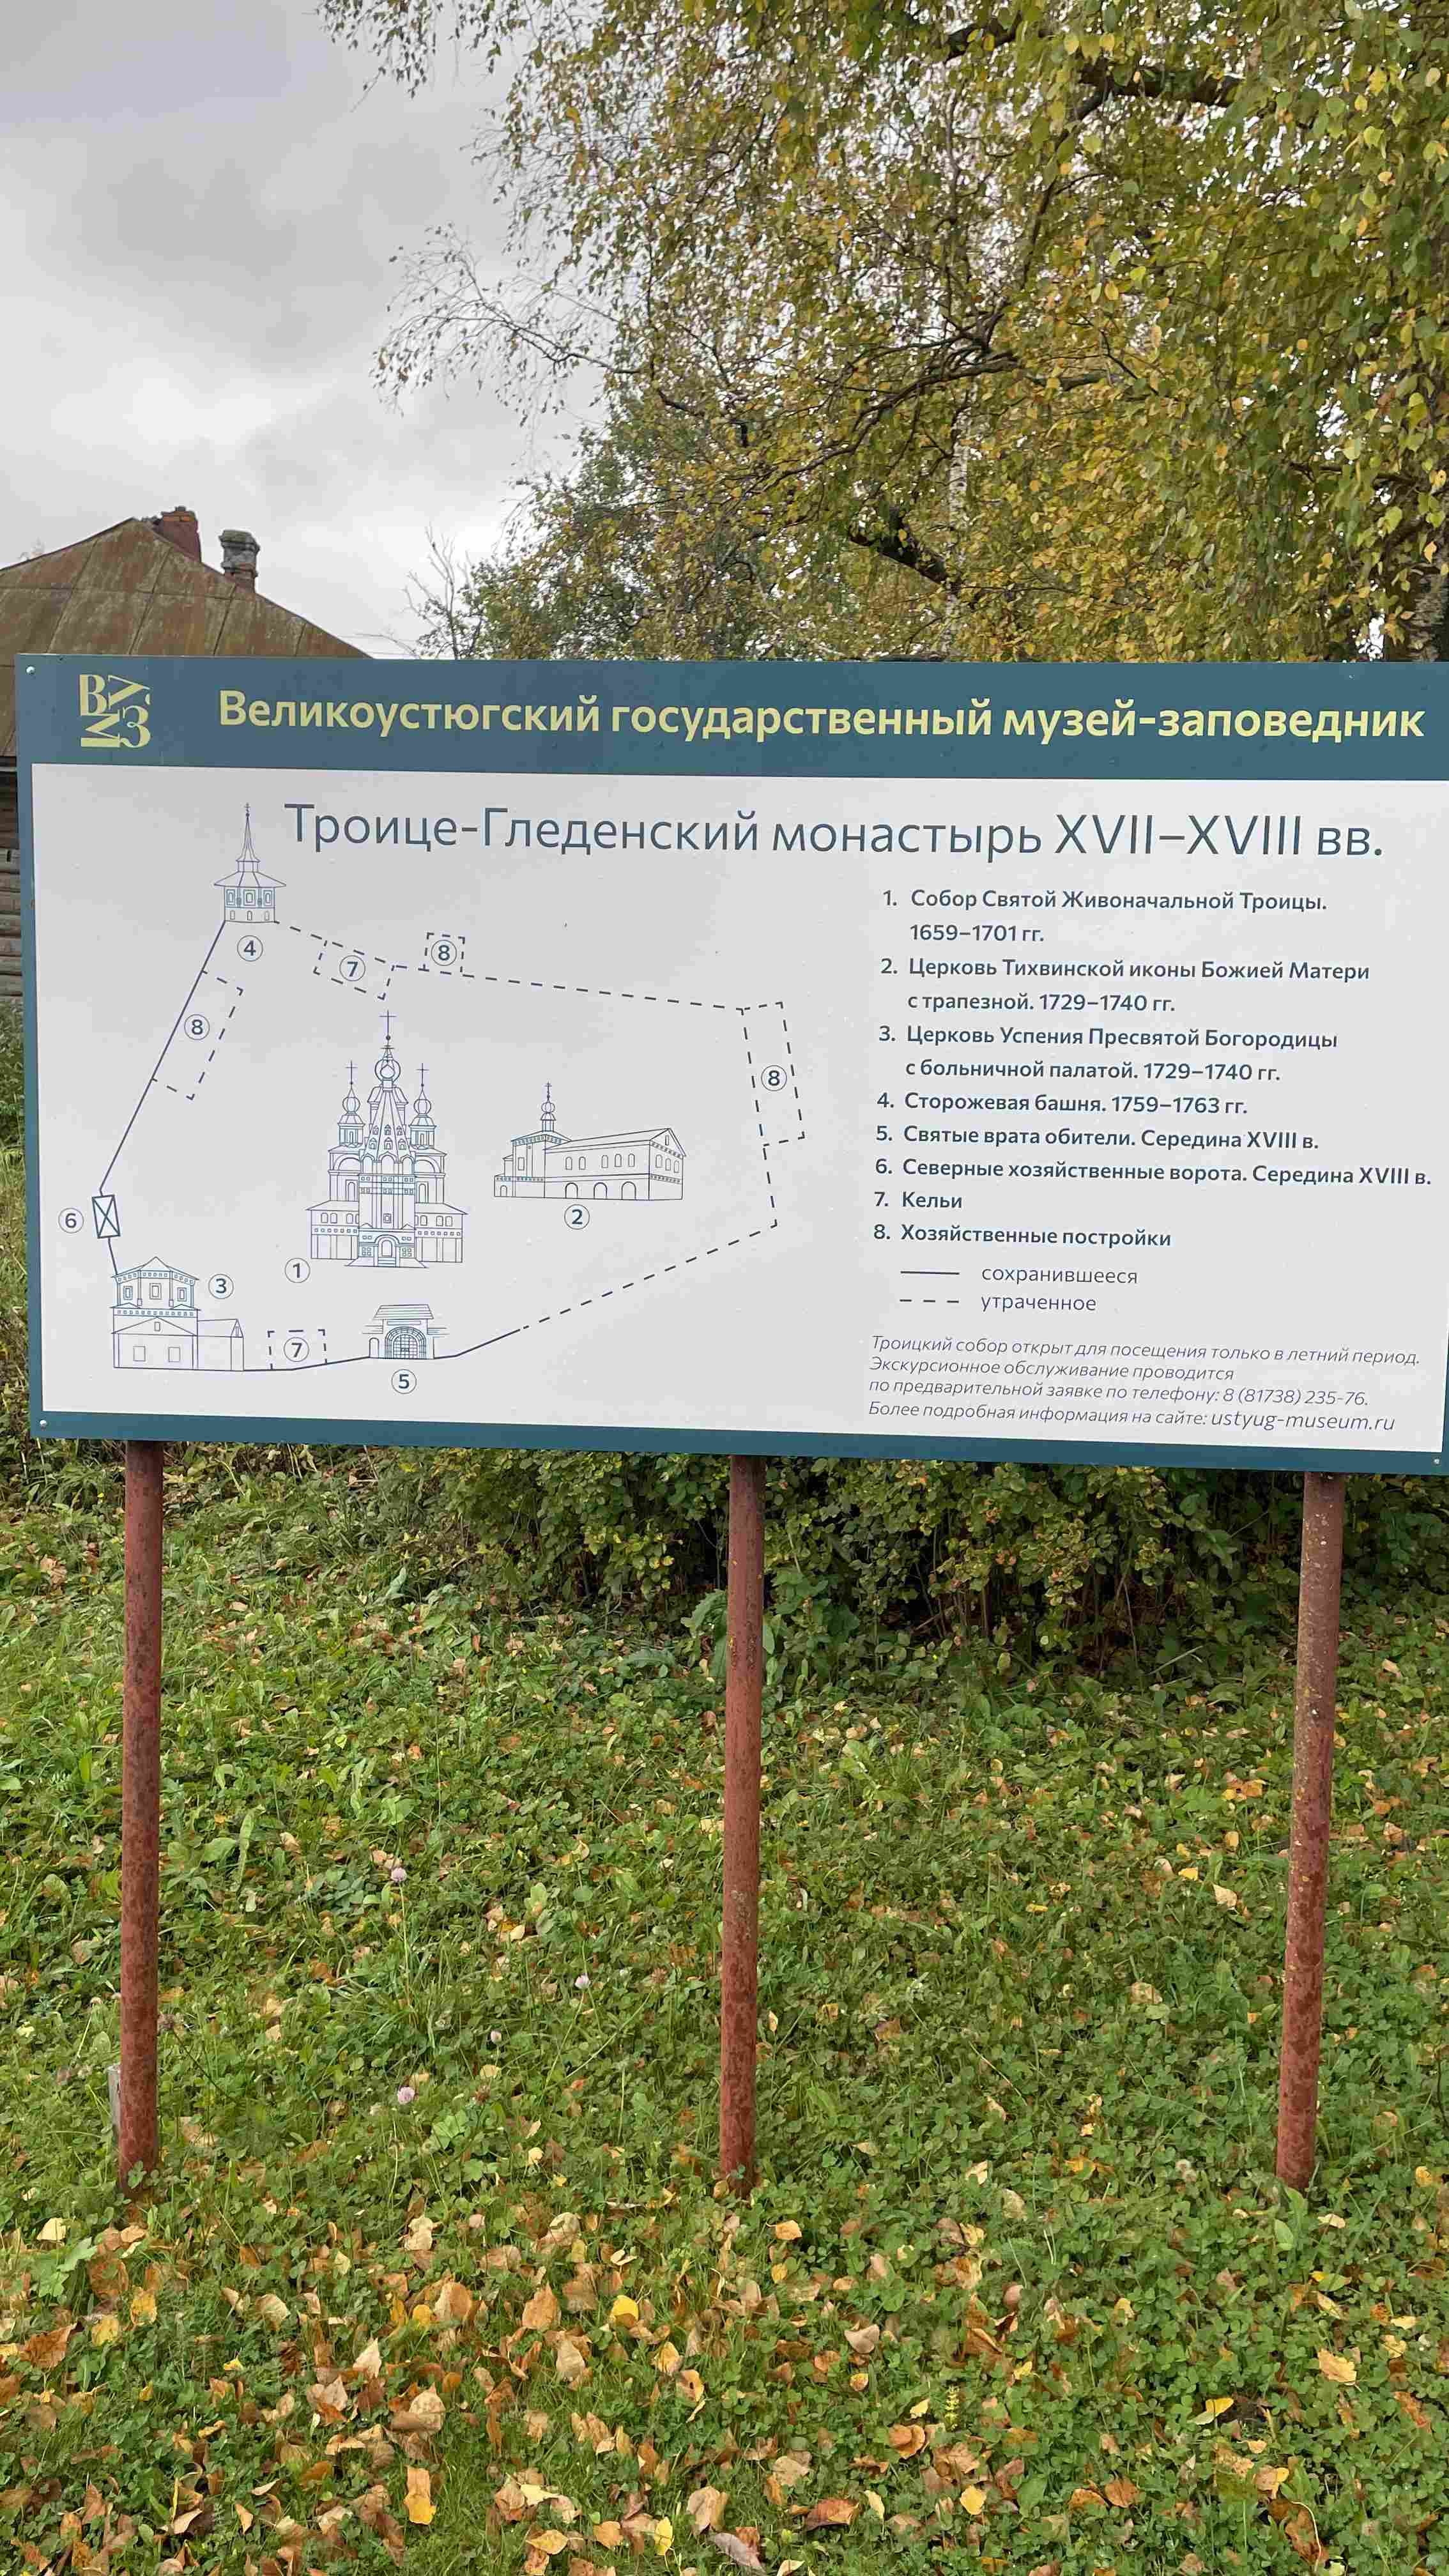 ВУМЗ
Великоустюгский государственный музей-заповедник
Троице-Гледенский монастырь XVII–XVIII вв.
1. Собор Святой Живоначальной Троицы.
1659–1701 гг.
2. Церковь Тихвинской иконы Божией Матери
с трапезной. 1729–1740 гг.
3. Церковь Успения Пресвятой Богородицы
с больничной палатой. 1729–1740 гг.
4. Сторожевая башня. 1759–1763 гг.
5. Святые врата обители. Середина XVIII в.
6. Северные хозяйственные ворота. Середина XVIII в.
7. Кельи
8. Хозяйственные постройки
сохранившееся
утраченное
Троицкий собор открыт для посещения только в летний период.
Экскурсионное обслуживание проводится
по предварительной заявке по телефону: 8 (81738) 235-76.
Более подробная информация на сайте: ustyug-museum.ru
4
7
8
8
8
6
1
2
3
7
5